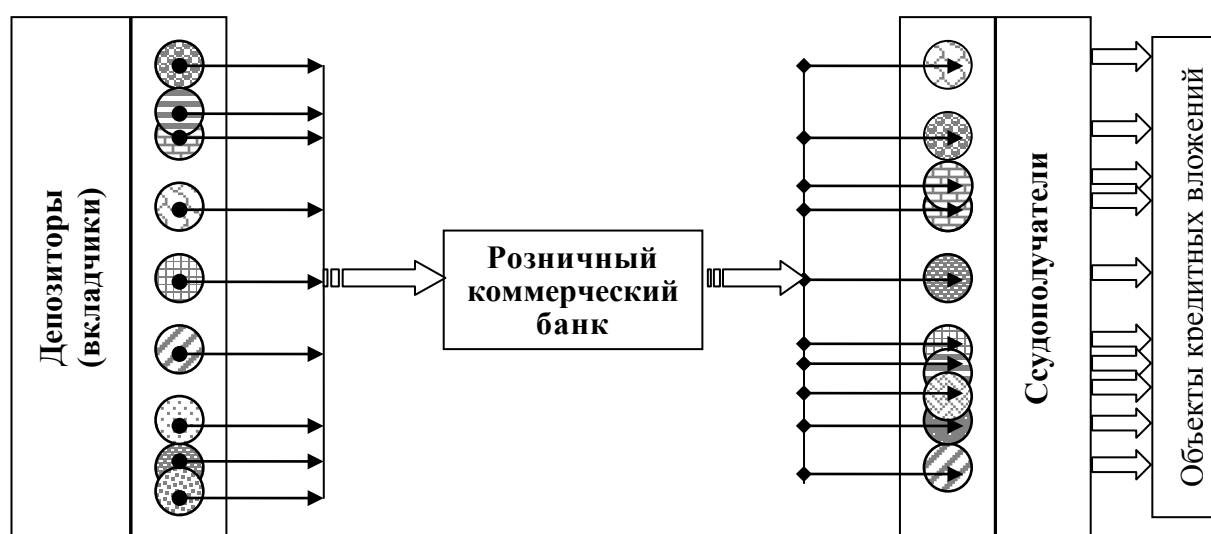 Депозиторы
(вкладчики)
Розничный
коммерческий
банк
Ссудополучатели
Объекты кредитных вложений